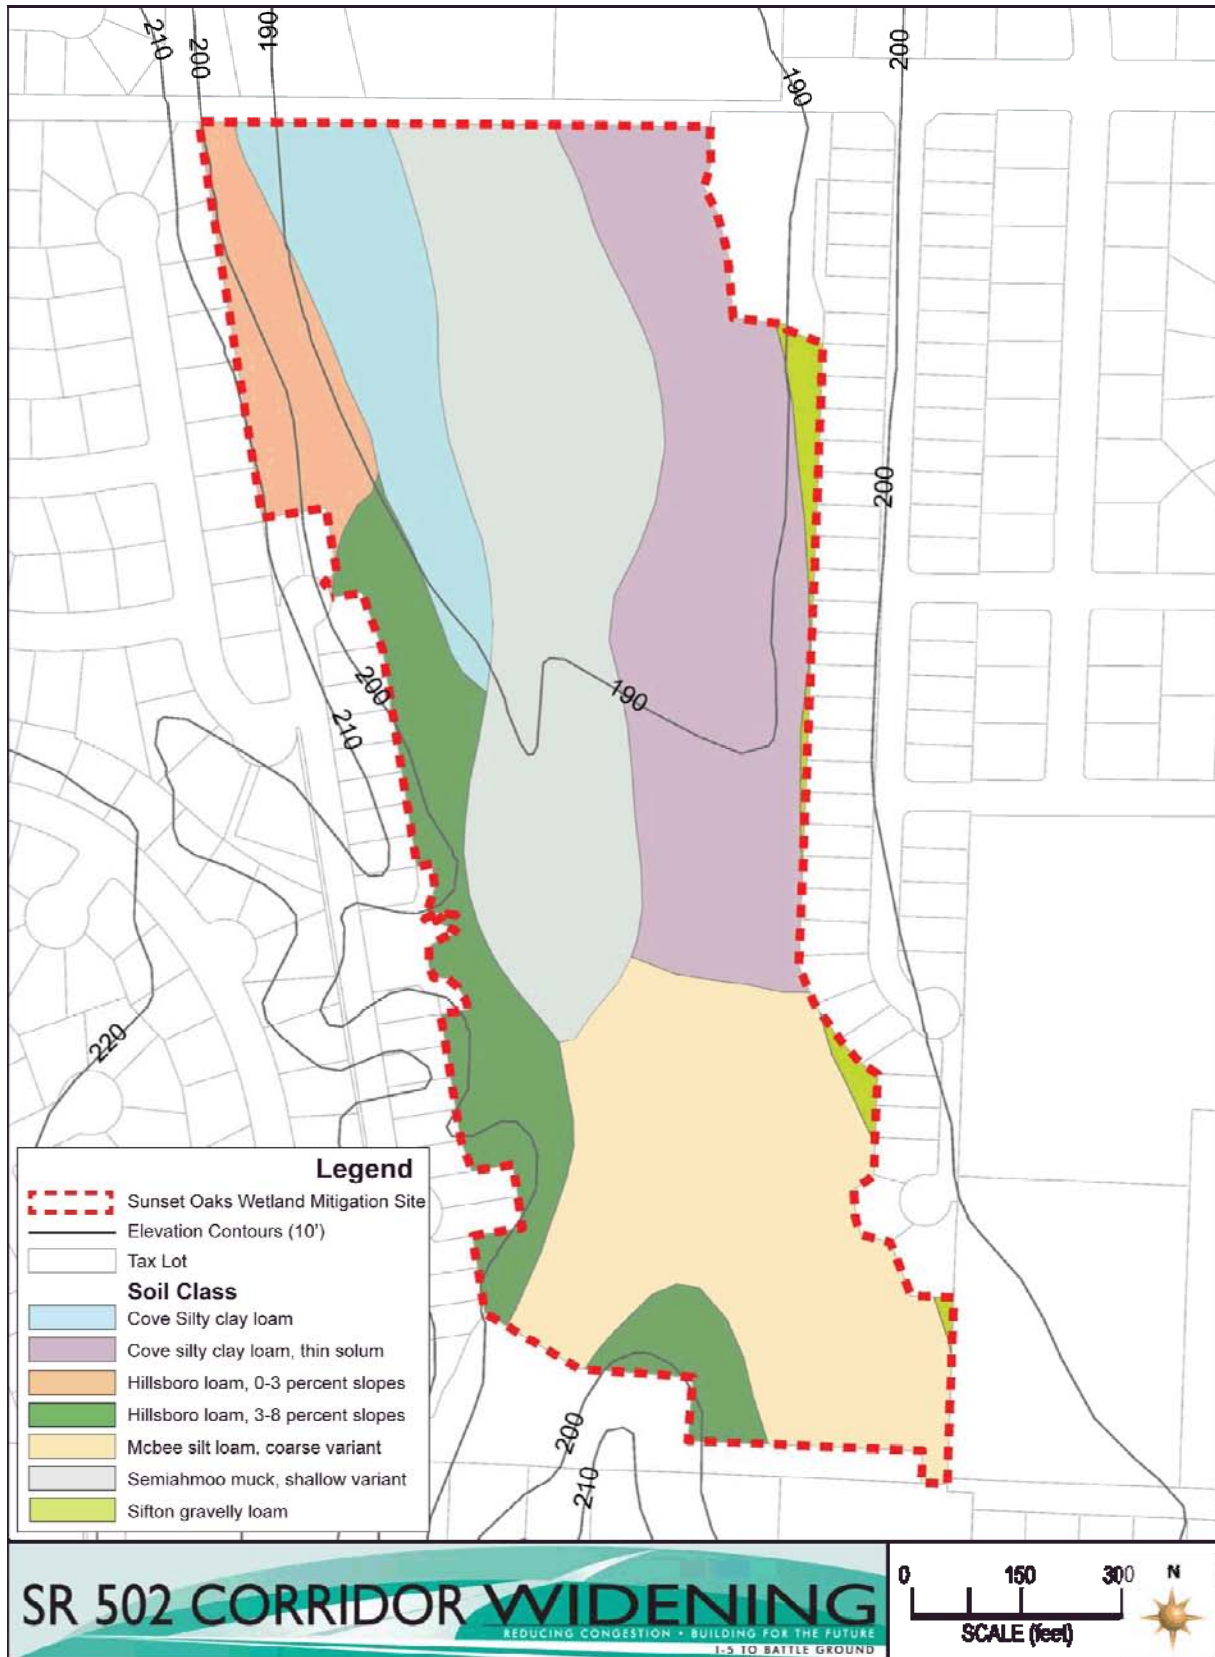 210
200
190
190
200
200
190
200
210
220
200
210
Legend
Sunset Oaks Wetland Mitigation Site
Elevation Contours (10')
Tax Lot
Soil Class
Cove Silty clay loam
Cove silty clay loam, thin solum
Hillsboro loam, 0-3 percent slopes
Hillsboro loam, 3-8 percent slopes
Mcbee silt loam, coarse variant
Semiahmoo muck, shallow variant
Sifton gravelly loam
SR 502 CORRIDOR WIDENING
REDUCING CONGESTION • BUILDING FOR THE FUTURE
I-5 TO BATTLE GROUND
0 150 300
SCALE (feet)
N